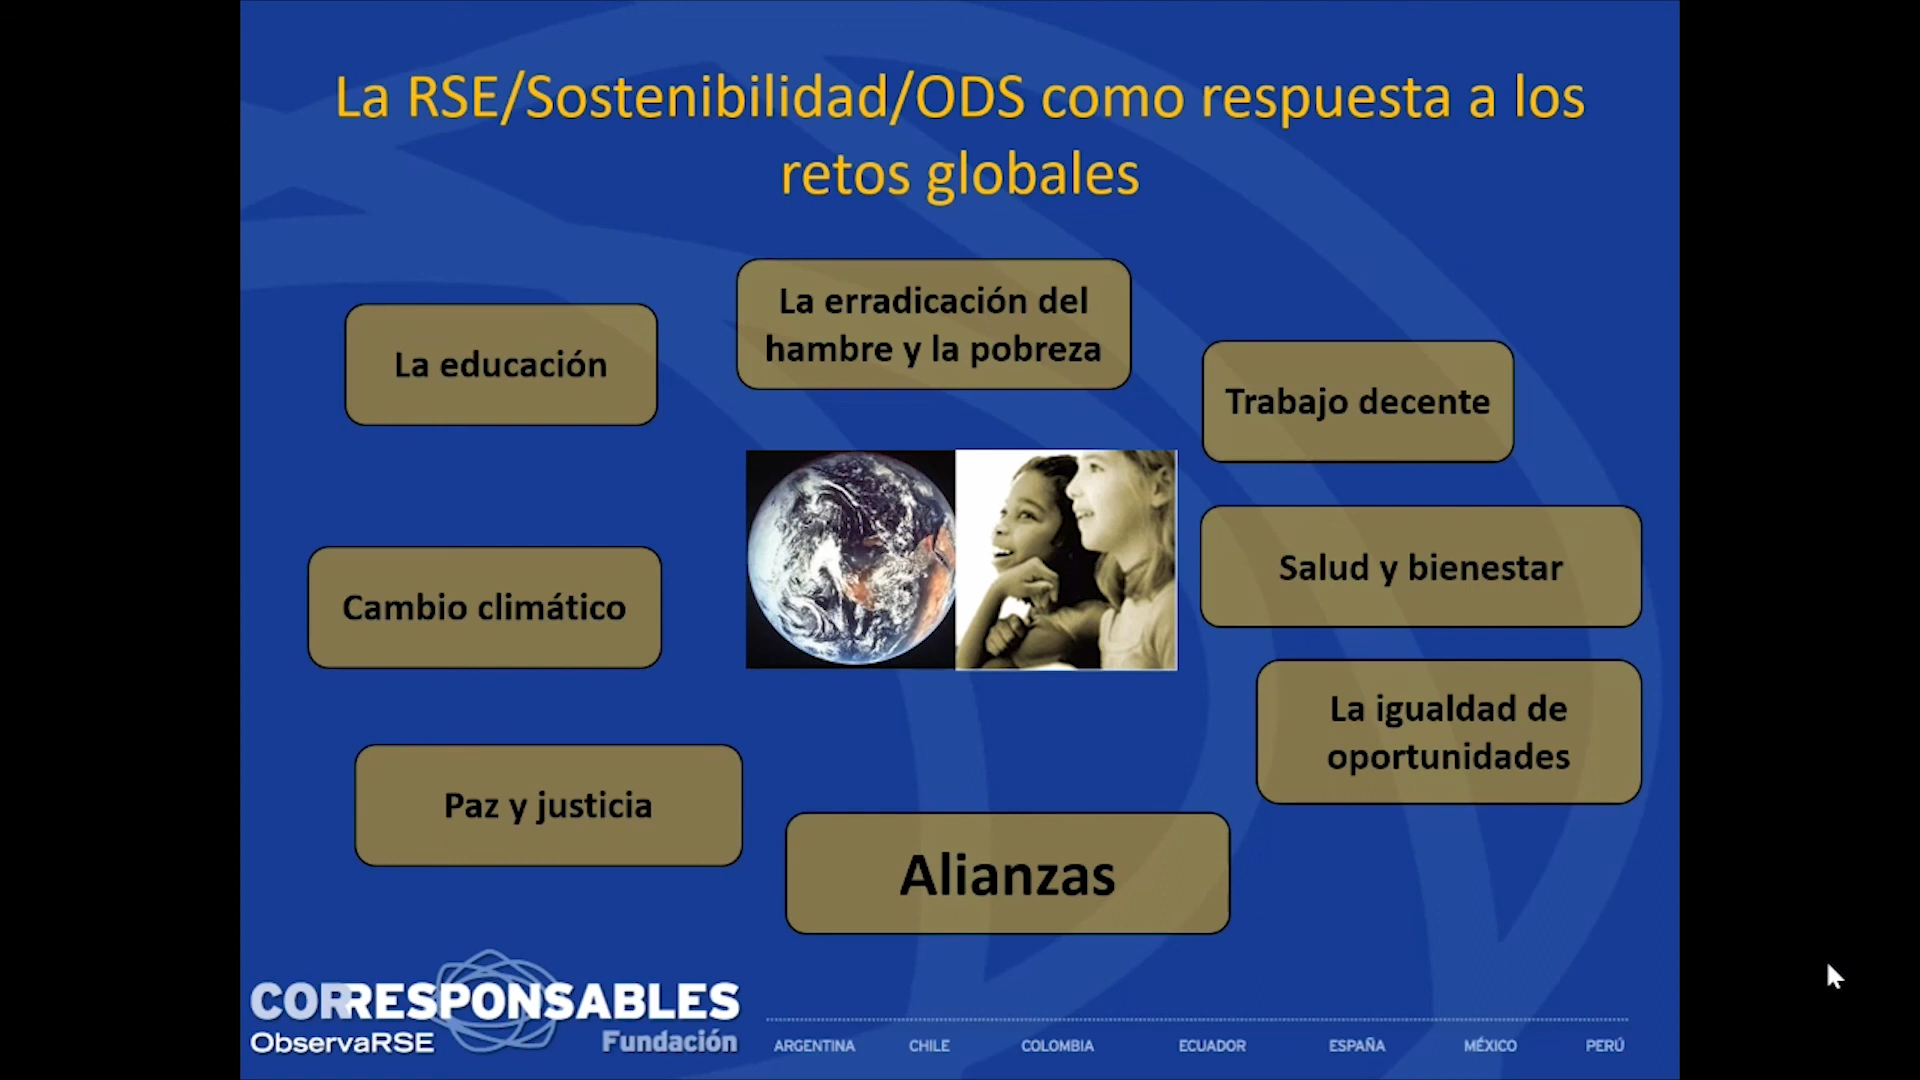 La RSE/Sostenibilidad/ODS como respuesta a los
retos globales
La erradicación del
hambre y la pobreza
La educación
Trabajo decente
Salud y bienestar
Cambio climático
La igualdad de
oportunidades
Paz y justicia
Alianzas
CORRESPONSABLES
ObservaRSE
Fundación
ARGENTINA CHILE COLOMBIA ECUADOR ESPAÑA MÉXICO PERÚ